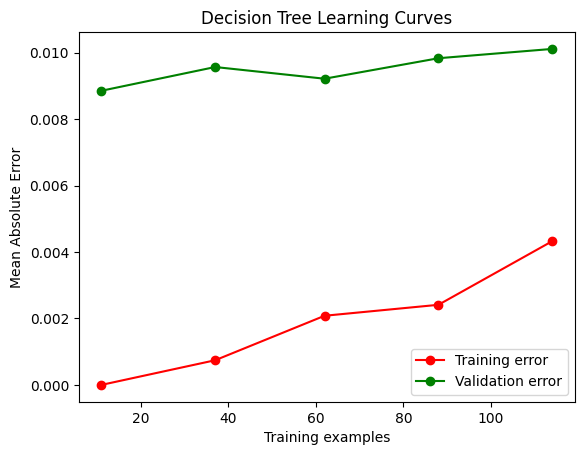 Decision Tree Learning Curves
Mean Absolute Error
0.010
0.008
0.006
0.004
0.002
0.000
20
40
60
80
100
Training examples
Training error
Validation error